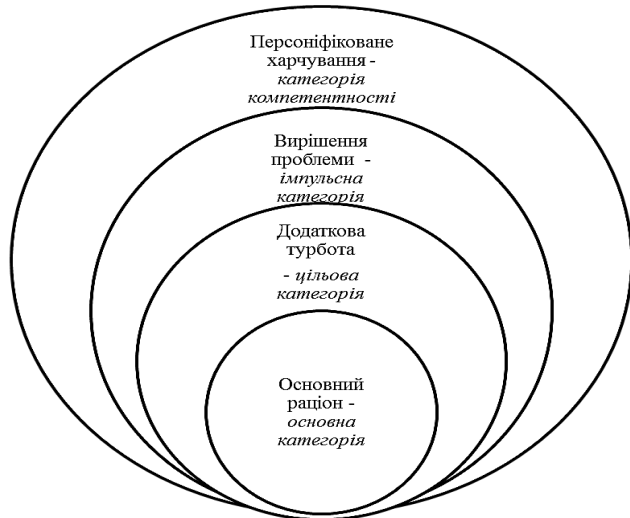 Персоніфіковане
харчування -
категорія
компетентності
Вирішення
проблеми -
імпульсна
категорія
Додаткова
турбота
- цільова
категорія
Основний
раціон -
основна
категорія